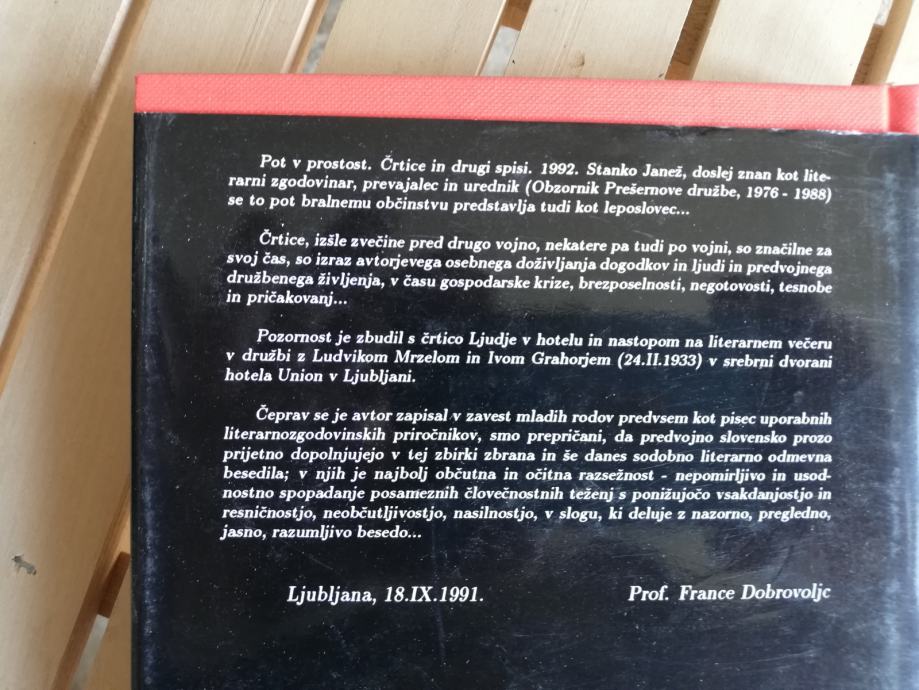 Pot v prostost. Črtice in drugi spisi. 1992. Stanko Janež, doslej znan kot lite-
rarni zgodovinar, prevajalec in urednik (Obzornik Prešernove družbe, 1976 - 1988)
se to pot bralnemu občinstvu predstavlja tudi kot leposlovec...
Črtice, izšle zvečine pred drugo vojno, nekatere pa tudi po vojni, so značilne za
svoj čas, so izraz avtorjevega osebnega doživljanja dogodkov in ljudi in predvojnega
družbenega življenja, v času gospodarske krize, brezposelnosti, negotovosti, tesnobe
in pričakovanj...
Pozornost je zbudil s črtico Ljudje v hotelu in nastopom na literarnem večeru
v družbi z Ludvikom Mrzelom in Ivom Grahorjem (24.II.1933) v srebrni dvorani
hotela Union v Ljubljani.
Čeprav se je avtor zapisal v zavest mladih rodov predvsem kot pisec uporabnih
literarnozgodovinskih priročnikov, smo prepričani, da predvojno slovensko prozo
prijetno dopolnjujejo v tej zbirki zbrana in še danes sodobno literarno odmevna
besedila; v njih je najbolj občutna in očitna razsežnost - nepomirljivo in usod-
nostno spopadanje posameznih človečnostnih teženj s ponižujočo vsakdanjostjo in
resničnostjo, neobčutljivostjo, nasilnostjo, v slogu, ki deluje z nazorno, pregledno,
jasno, razumljivo besedo...
Ljubljana, 18.IX.1991. Prof. France Dobrovoljc